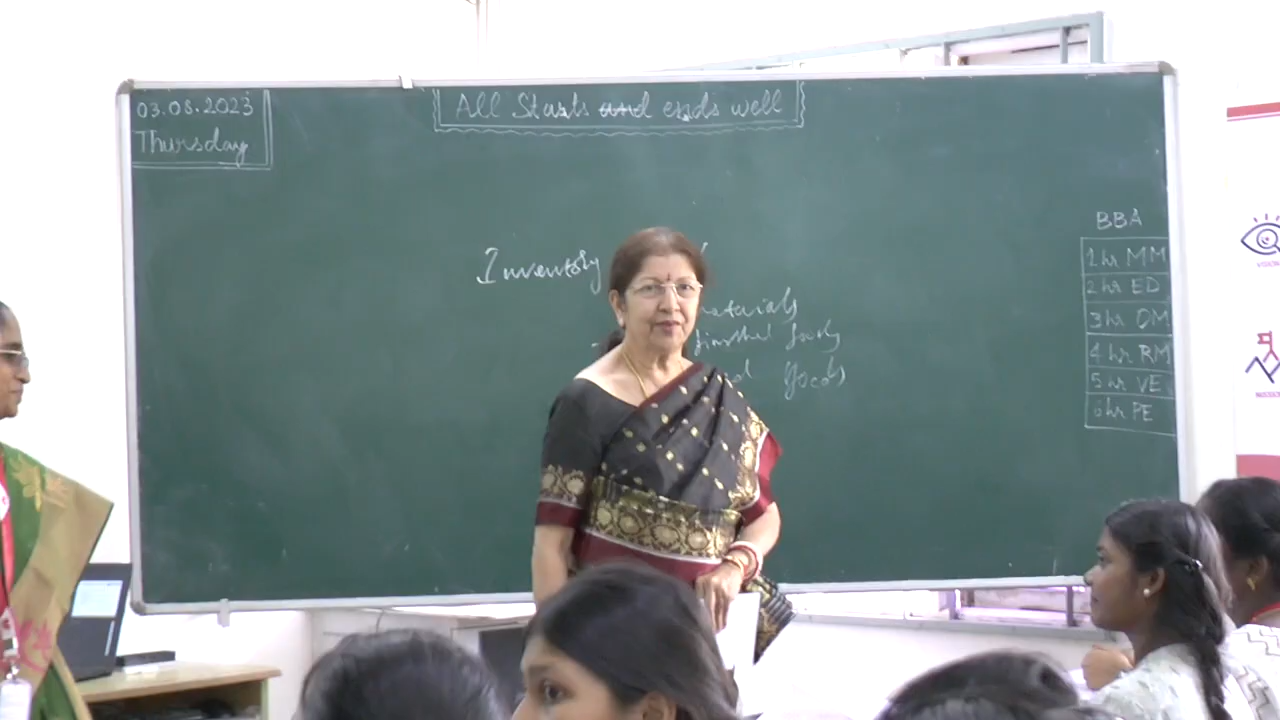 03.08.2023
Thursday
All Starts and ends well
Inventory
materials
finished goods
Goods
BBA
1 hr MM
2 hr ED
3 hr OM
4 hr RM
5 hr VE
6 hr PE